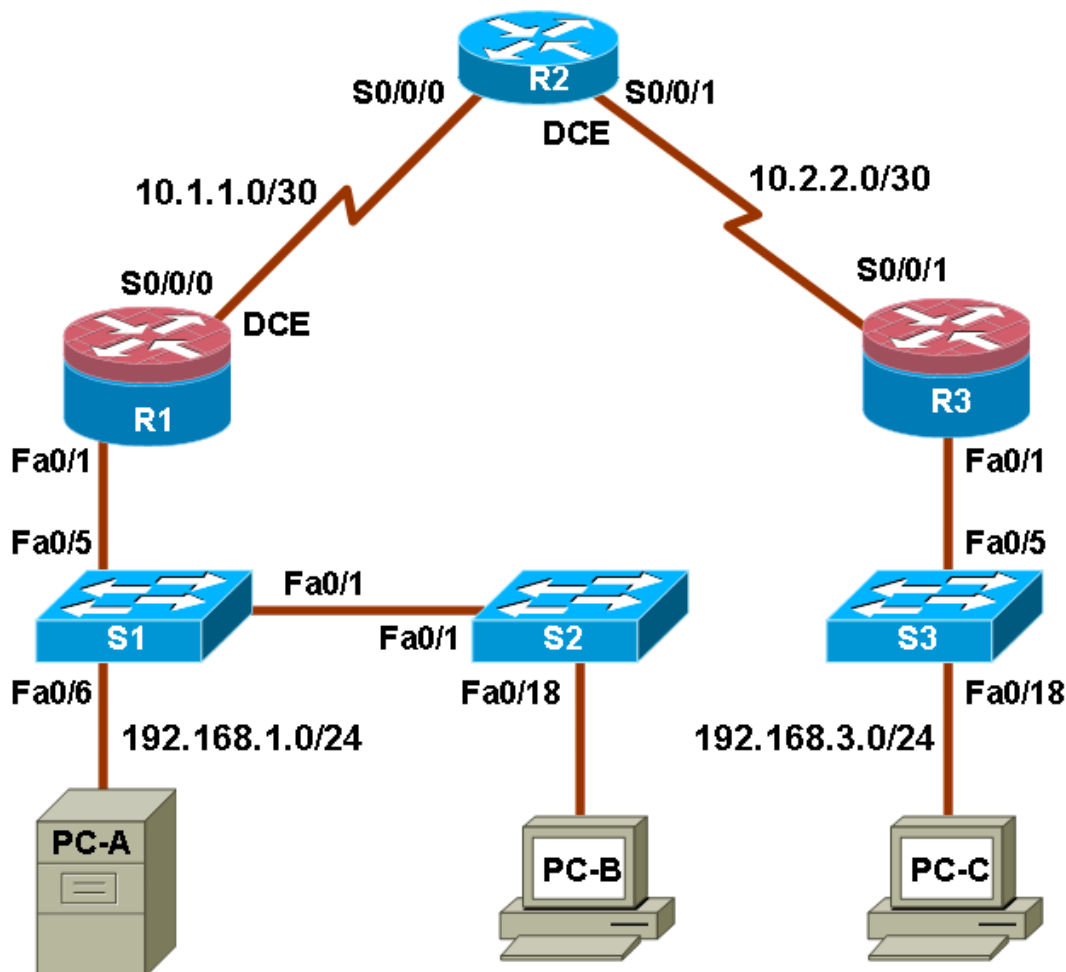 R2
S0/0/0
S0/0/1
DCE
10.1.1.0/30
10.2.2.0/30
S0/0/0
S0/0/1
DCE
R1
R3
Fa0/1
Fa0/1
Fa0/5
Fa0/5
Fa0/1
S1
Fa0/1
S2
S3
Fa0/6
Fa0/18
Fa0/18
192.168.1.0/24
192.168.3.0/24
PC-A
PC-B
PC-C